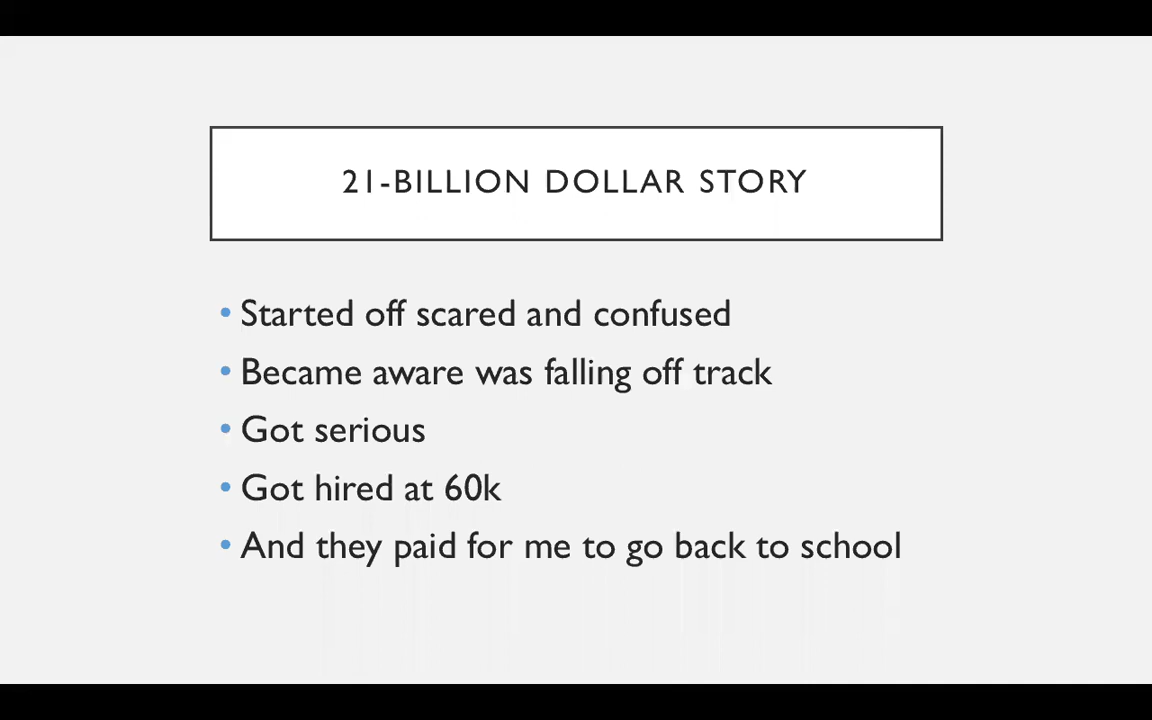 21-BILLION DOLLAR STORY
• Started off scared and confused
• Became aware was falling off track
• Got serious
• Got hired at 60k
• And they paid for me to go back to school